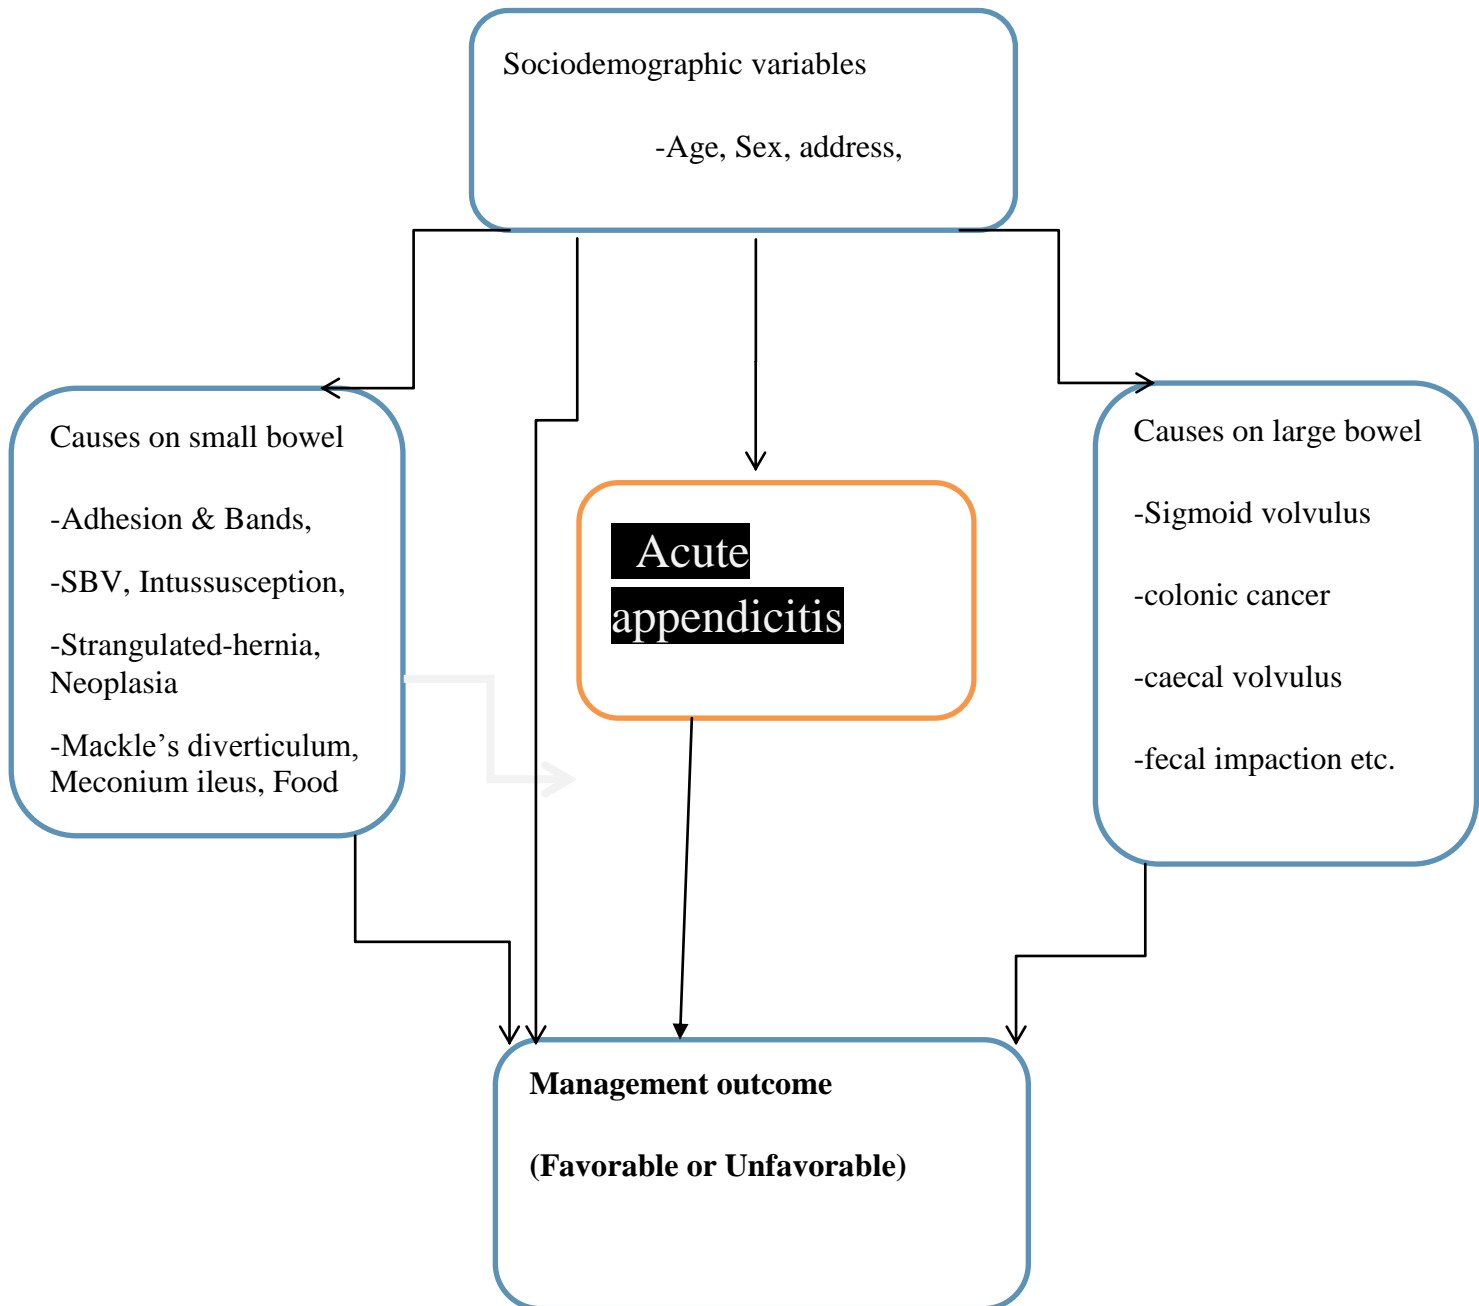 Sociodemographic variables
-Age, Sex, address,
Causes on small bowel
-Adhesion & Bands,
-SBV, Intussusception,
-Strangulated-hernia,
Neoplasia
-Mackle’s diverticulum,
Meconium ileus, Food
Acute
appendicitis
Causes on large bowel
-Sigmoid volvulus
-colonic cancer
-caecal volvulus
-fecal impaction etc.
Management outcome
(Favorable or Unfavorable)